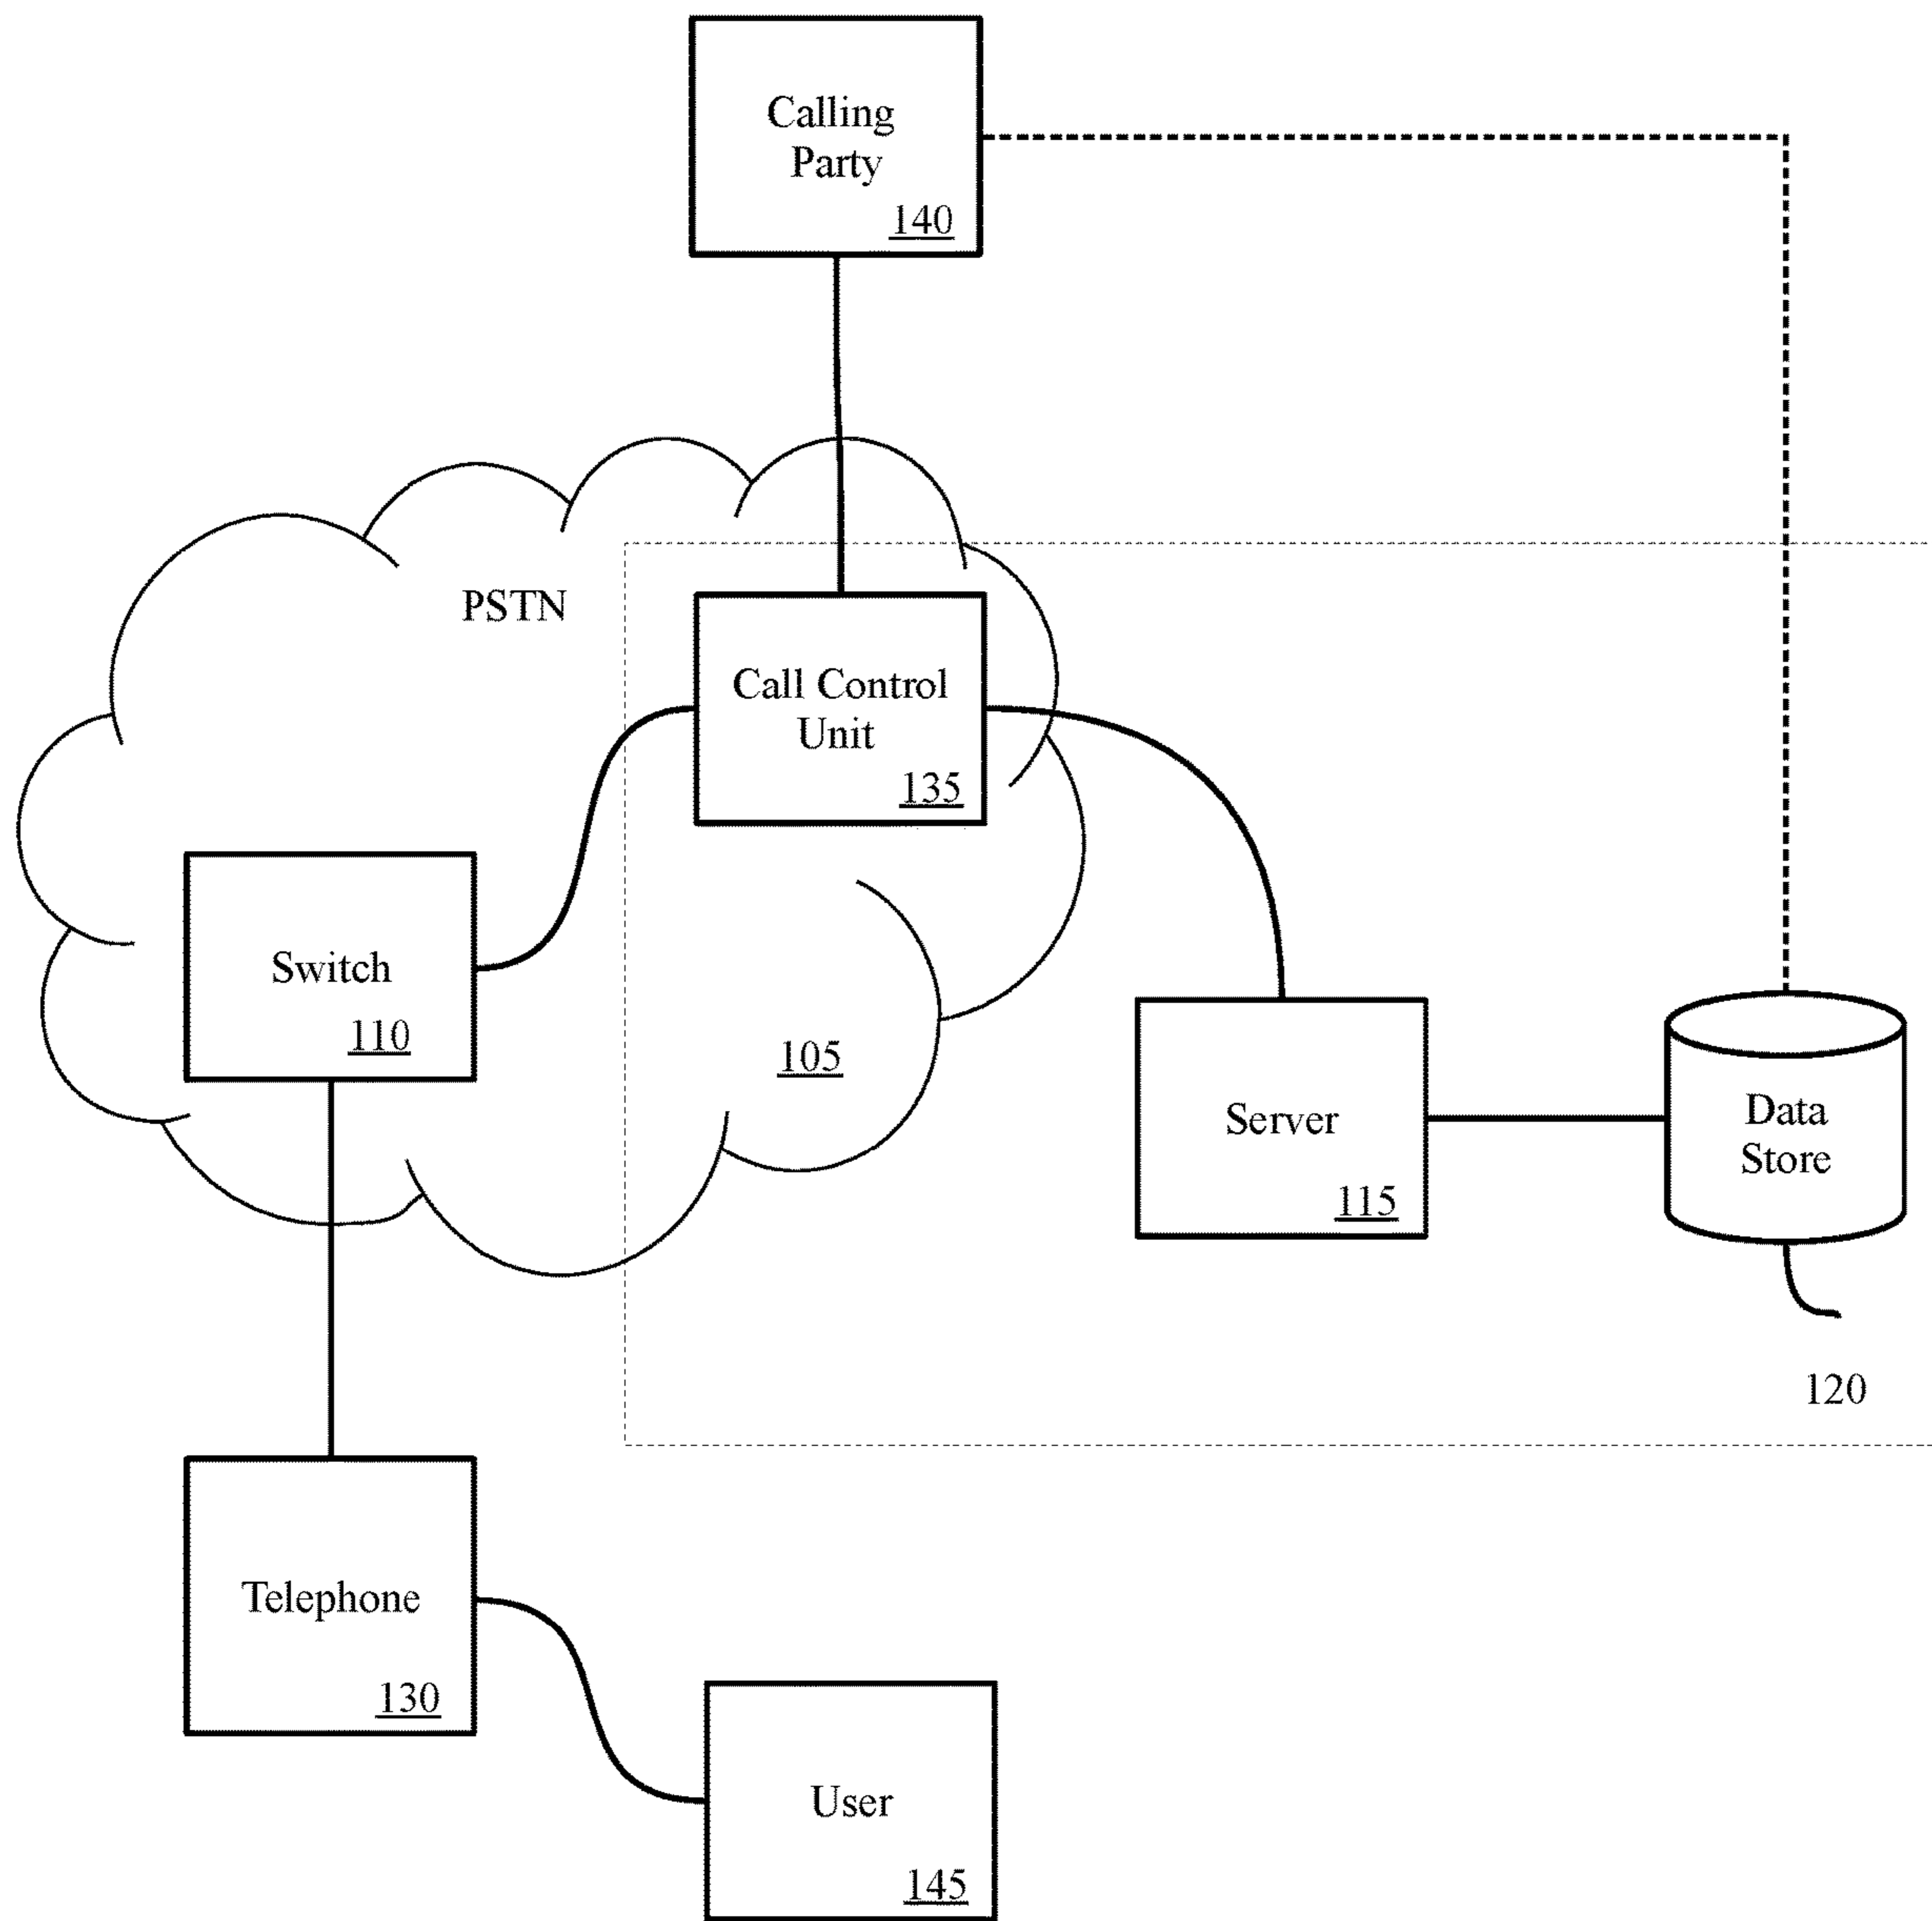 Calling
Party
140
PSTN
Call Control
Unit
135
Switch
110
105
Server
115
Data
Store
120
Telephone
130
User
145